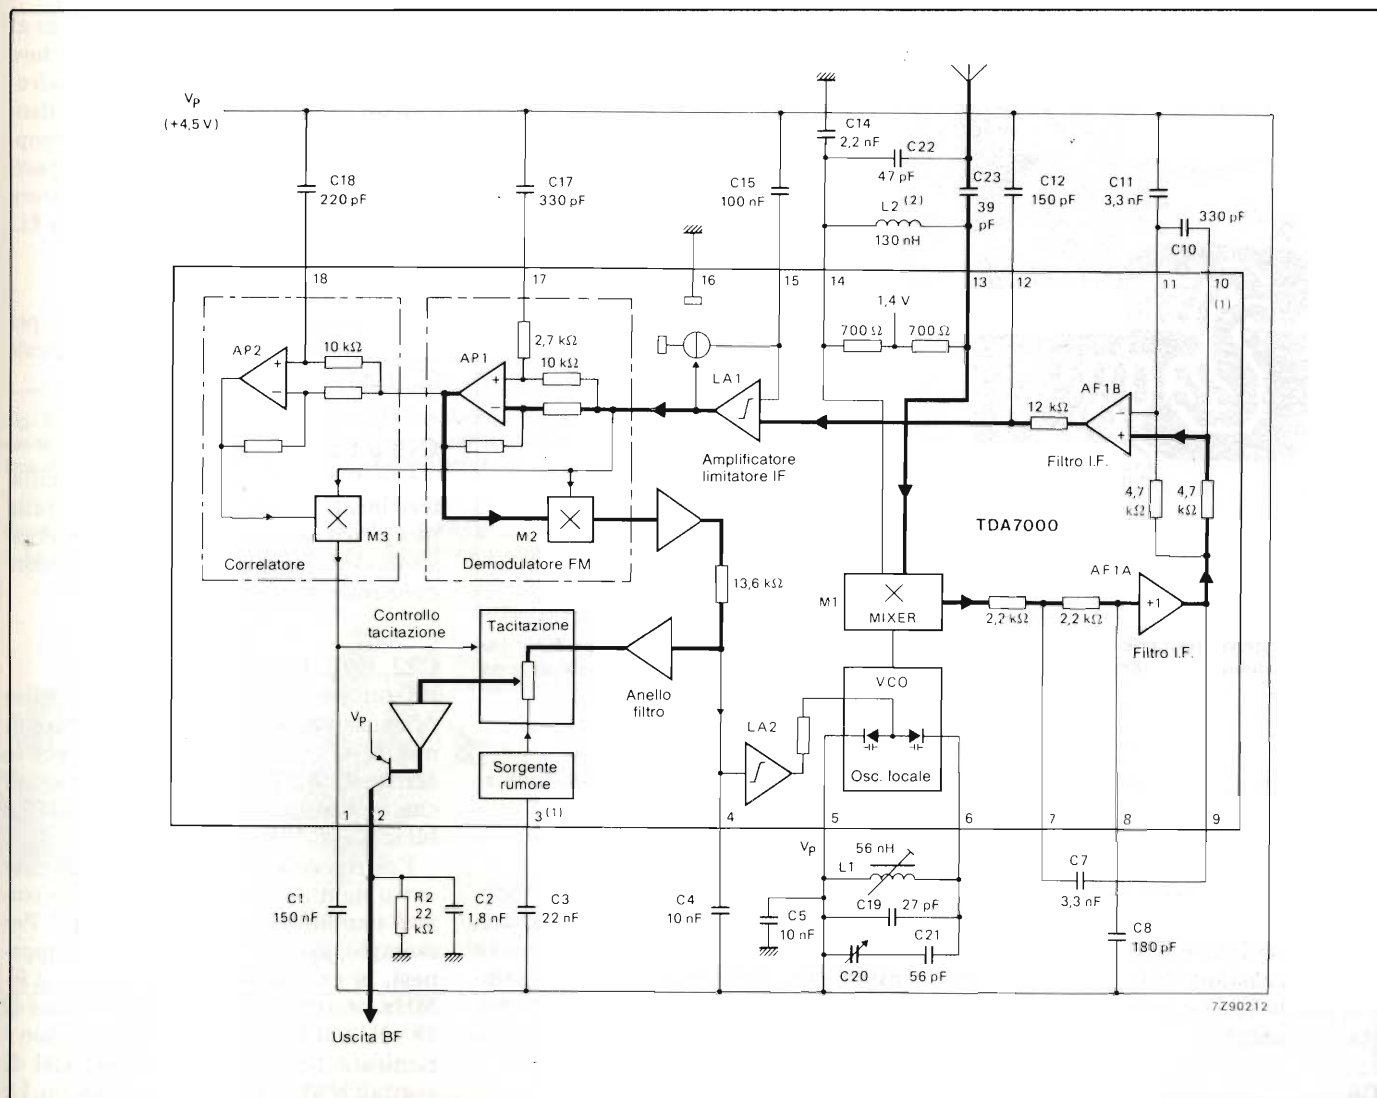 Vp
(+4,5 V)
C18
220 pF
C17
330 pF
C15
100 nF
C14
2,2 nF
C22
47 pF
L2 (2)
130 nH
C23
39
pF
C12
150 pF
C11
3,3 nF
330 pF
C10
18
17
16
15
14
13
12
11
10
(1)
1,4 V
700 Ω
700 Ω
AP2
10 kΩ
+
−
2,7 kΩ
AP1
10 kΩ
+
−
LA1
Amplificatore
limitatore IF
12
kΩ
AF1B
−
+
Filtro I.F.
4,7
kΩ
4,7
kΩ
TDA7000
M3
Correlatore
M2
Demodulatore FM
13,6 kΩ
M1
MIXER
2,2 kΩ
2,2 kΩ
AF1A
+1
Filtro I.F.
Controllo
tacitazione
Tacitazione
Anello
filtro
Vp
Sorgente
rumore
LA2
VCO
Osc. locale
1
2
3 (1)
4
5
6
7
8
9
Vp
56 nH
L1
C1
150 nF
R2
22
kΩ
C2
1,8 nF
C3
22 nF
C4
10 nF
C5
10 nF
C19
27 pF
C20
C21
56 pF
C7
3,3 nF
C8
180 pF
7Z90212
Uscita BF